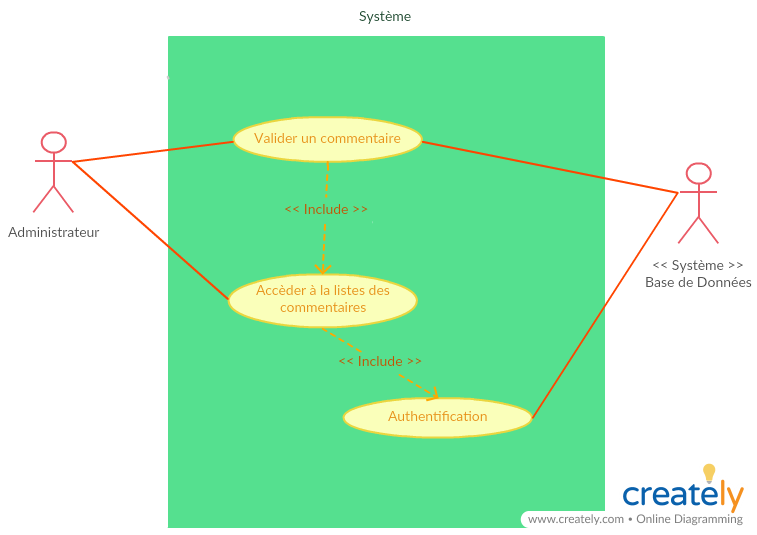 Système
Valider un commentaire
<< Include >>
Administrateur
<< Système >>
Base de Données
Accèder à la listes des
commentaires
<< Include >>
Authentification
creately
www.creately.com • Online Diagramming